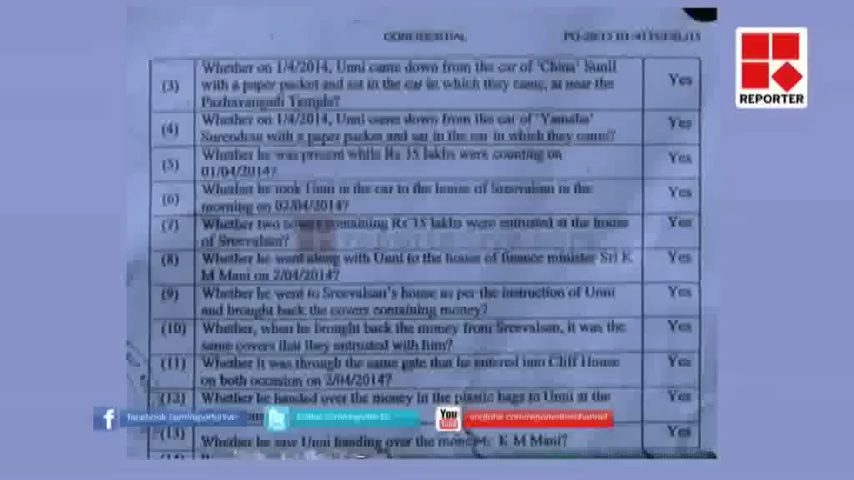 CONFIDENTIAL
REPORTER
(3) Whether on 1/4/2014, Unni came down from the car of 'China' Sunil Yes
with a paper packet and sat in the car in which they came, at near the
Pazhavangadi Temple?
(4) Whether on 1/4/2014, Unni came down from the car of 'Yamaha' Yes
Surendran with a paper packet and sat in the car in which they came?
(5) Whether he was present while Rs 35 lakhs were counting on Yes
01/04/2014?
(6) Whether he took Unni in the car to the house of Sreevalsan in the Yes
morning on 02/04/2014?
(7) Whether two containing Rs 35 lakhs were entrusted at the house Yes
of Sreevalsan?
(8) Whether he went along with Unni to the house of finance minister Sri K Yes
M Mani on 2/04/2014?
(9) Whether he went to Sreevalsan's house as per the instruction of Unni Yes
and brought back the covers containing money?
(10) Whether, when he brought back the money from Sreevalsan, it was the Yes
same covers that they entrusted with him?
(11) Whether it was through the same gate that he entered into Cliff House Yes
on both occasion on 2/04/2014?
(12) Whether he handed over the money in the plastic bags to Unni at the Yes
(13) Whether he saw Unni handing over the money K M Mani? Yes